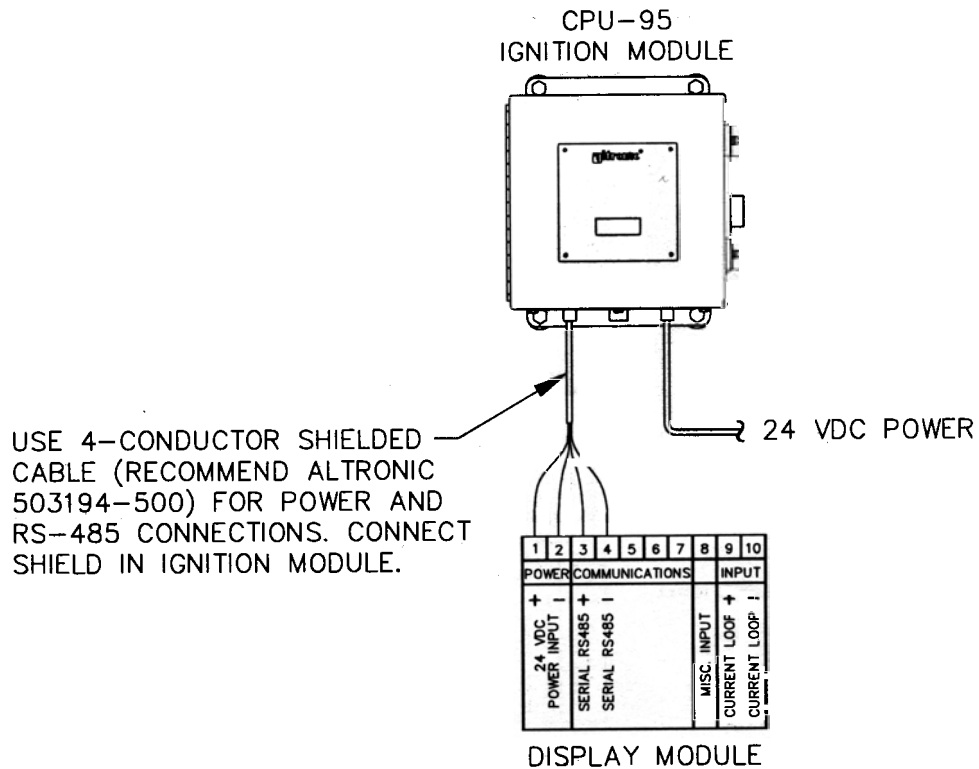 CPU-95
IGNITION MODULE
Altronic
24 VDC POWER
USE 4-CONDUCTOR SHIELDED
CABLE (RECOMMEND ALTRONIC
503194-500) FOR POWER AND
RS-485 CONNECTIONS. CONNECT
SHIELD IN IGNITION MODULE.
1 2 3 4 5 6 7 8 9 10
POWER COMMUNICATIONS INPUT
24 VDC +
POWER INPUT -
SERIAL RS485 +
SERIAL RS485 -
MISC. INPUT
CURRENT LOOP +
CURRENT LOOP -
DISPLAY MODULE